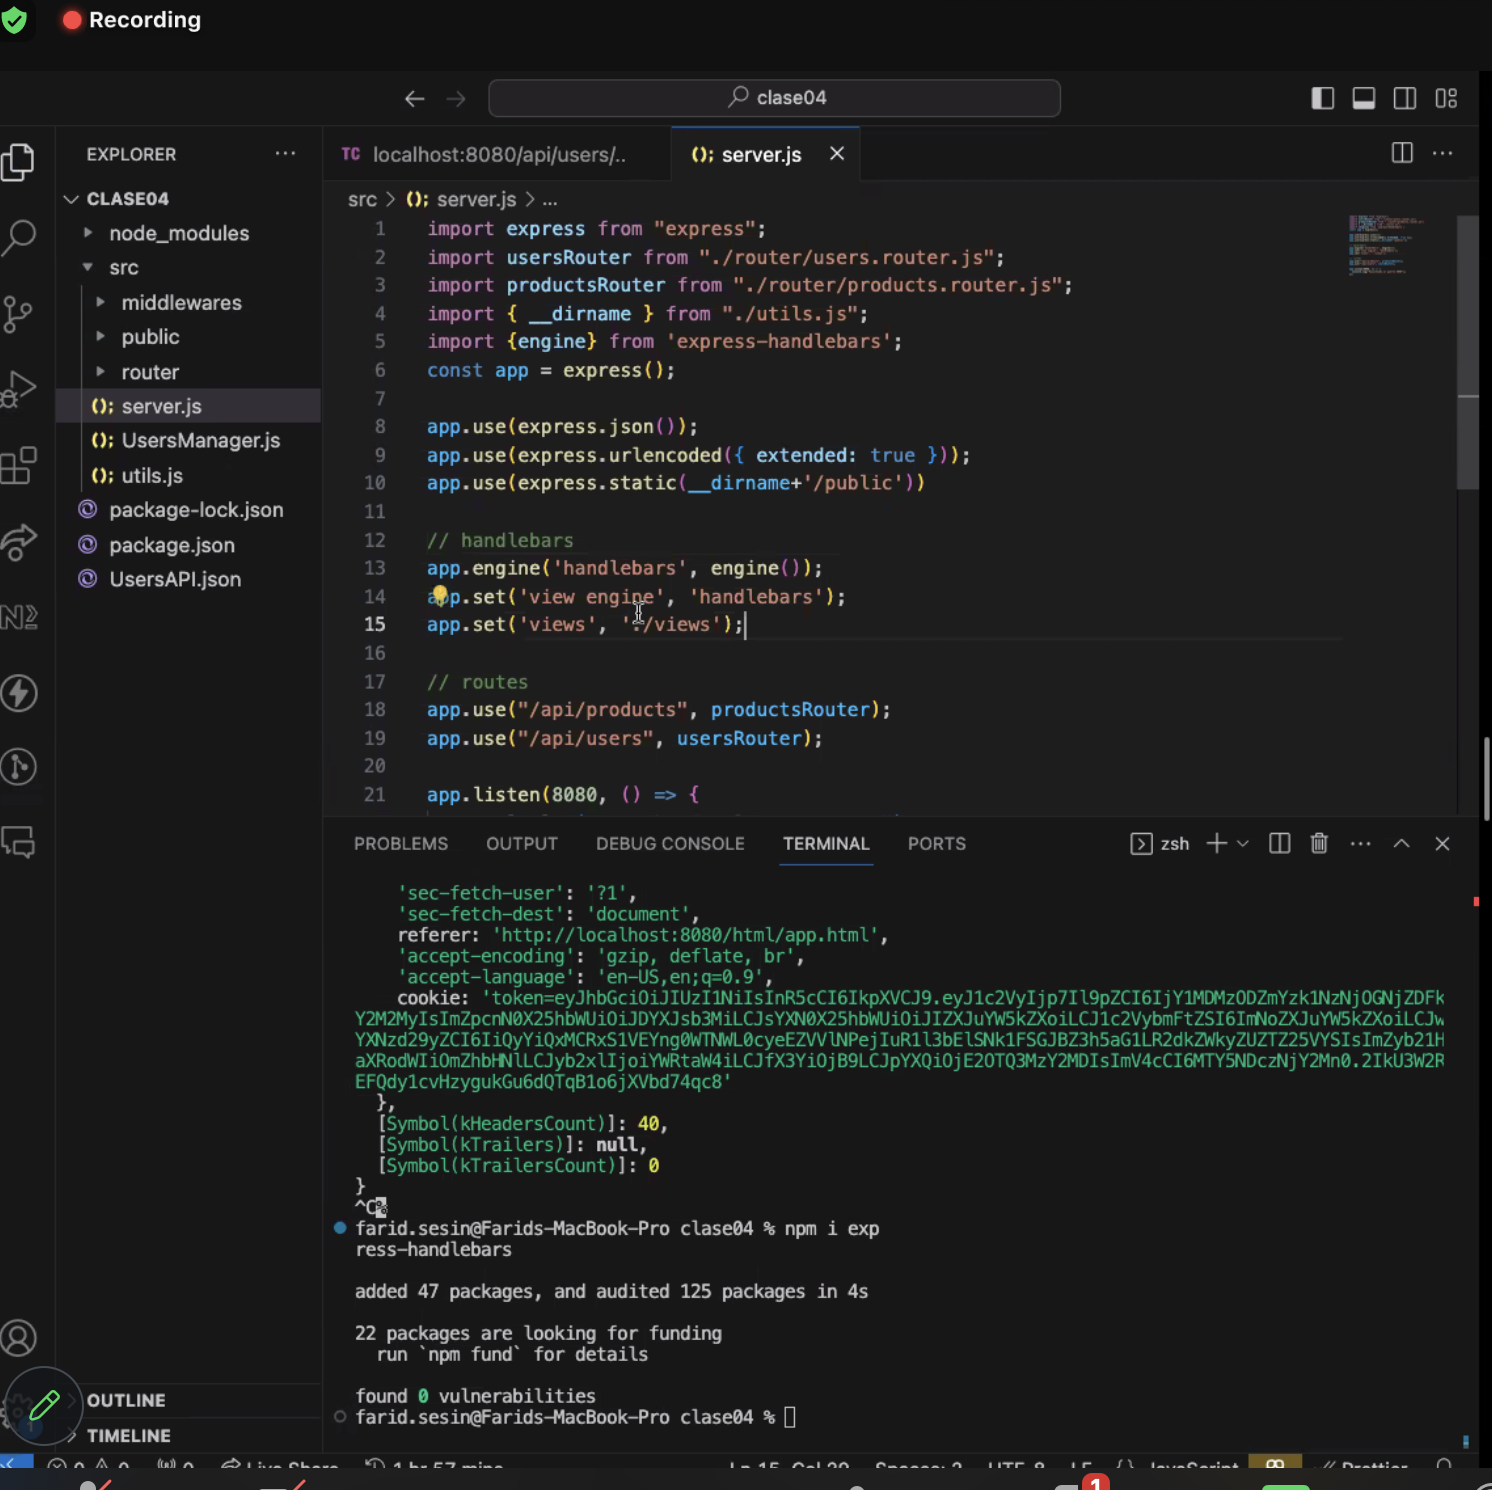 Recording
clase04
EXPLORER
CLASE04
node_modules
src
middlewares
public
router
server.js
UsersManager.js
utils.js
package-lock.json
package.json
UsersAPI.json
OUTLINE
TIMELINE
TC localhost:8080/api/users/..
server.js
src > server.js > ...
1 import express from "express";
2 import usersRouter from "./router/users.router.js";
3 import productsRouter from "./router/products.router.js";
4 import { __dirname } from "./utils.js";
5 import {engine} from 'express-handlebars';
6 const app = express();
7
8 app.use(express.json());
9 app.use(express.urlencoded({ extended: true }));
10 app.use(express.static(__dirname+'/public'))
11
12 // handlebars
13 app.engine('handlebars', engine());
14 app.set('view engine', 'handlebars');
15 app.set('views', './views');
16
17 // routes
18 app.use("/api/products", productsRouter);
19 app.use("/api/users", usersRouter);
20
21 app.listen(8080, () => {
PROBLEMS OUTPUT DEBUG CONSOLE TERMINAL PORTS zsh
'sec-fetch-user': '?1',
'sec-fetch-dest': 'document',
referer: 'http://localhost:8080/html/app.html',
'accept-encoding': 'gzip, deflate, br',
'accept-language': 'en-US,en;q=0.9',
cookie:
},
[Symbol(kHeadersCount)]: 40,
[Symbol(kTrailers)]: null,
[Symbol(kTrailersCount)]: 0
}
^C
farid.sesin@Farids-MacBook-Pro clase04 % npm i exp
ress-handlebars
added 47 packages, and audited 125 packages in 4s
22 packages are looking for funding
run `npm fund` for details
found 0 vulnerabilities
farid.sesin@Farids-MacBook-Pro clase04 %
1